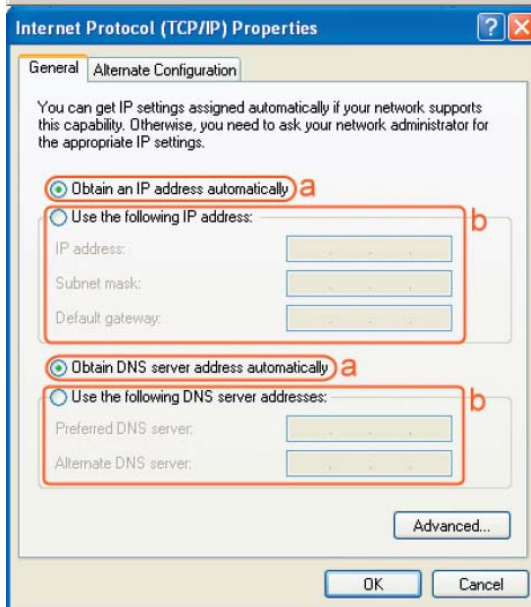 Internet Protocol (TCP/IP) Properties
General
Alternate Configuration
You can get IP settings assigned automatically if your network supports
this capability. Otherwise, you need to ask your network administrator for
the appropriate IP settings.
Obtain an IP address automatically a
Use the following IP address: b
IP address:
Subnet mask:
Default gateway:
Obtain DNS server address automatically a
Use the following DNS server addresses: b
Preferred DNS server:
Alternate DNS server:
Advanced...
OK
Cancel